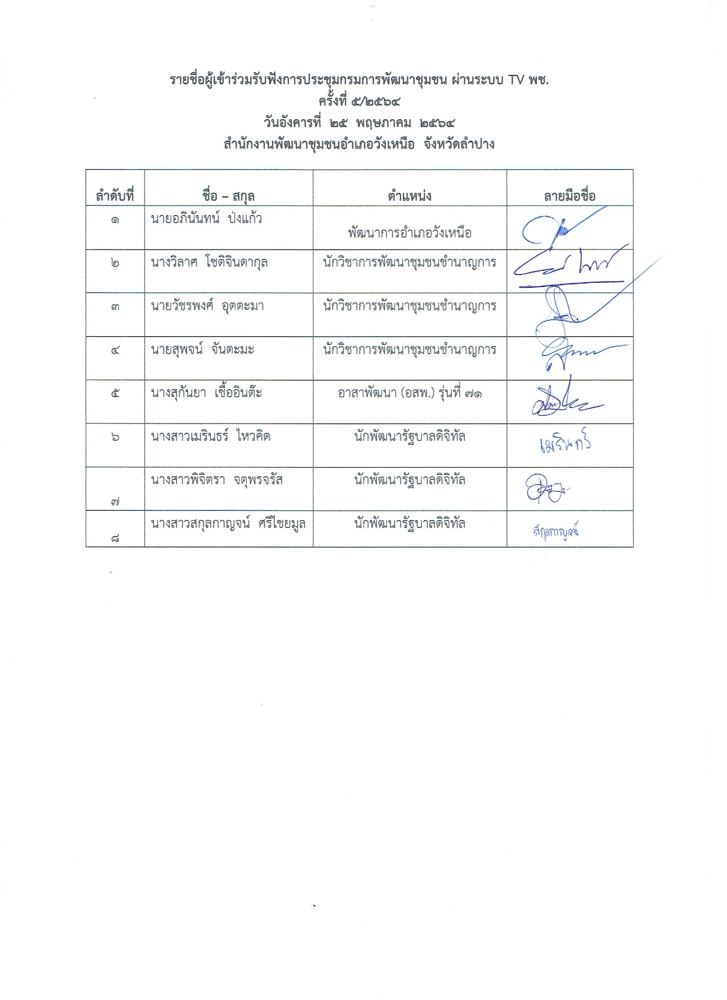 รายชื่อผู้เข้าร่วมรับฟังการประชุมกรมการพัฒนาชุมชน ผ่านระบบ TV พช.
ครั้งที่ ๕/๒๕๖๔
วันอังคารที่ ๒๕ พฤษภาคม ๒๕๖๔
สำนักงานพัฒนาชุมชนอำเภอวังเหนือ จังหวัดลำปาง
ลำดับที่ ชื่อ – สกุล ตำแหน่ง ลายมือชื่อ
๑ นายอภินันทน์ ป่งแก้ว พัฒนาการอำเภอวังเหนือ
๒ นางวิลาศ โชติจินดากุล นักวิชาการพัฒนาชุมชนชำนาญการ
๓ นายวัชรพงศ์ อุตตะมา นักวิชาการพัฒนาชุมชนชำนาญการ
๔ นายสุพจน์ จันตะมะ นักวิชาการพัฒนาชุมชนชำนาญการ
๕ นางสุกันยา เชื้ออินต๊ะ อาสาพัฒนา (อสพ.) รุ่นที่ ๗๑
๖ นางสาวเมรินธร์ ไหวคิด นักพัฒนารัฐบาลดิจิทัล เมรินธร์
๗ นางสาวพิจิตรา จตุพรจรัส นักพัฒนารัฐบาลดิจิทัล
๘ นางสาวสกุลกาญจน์ ศรีไชยมูล นักพัฒนารัฐบาลดิจิทัล สกุลกาญจน์